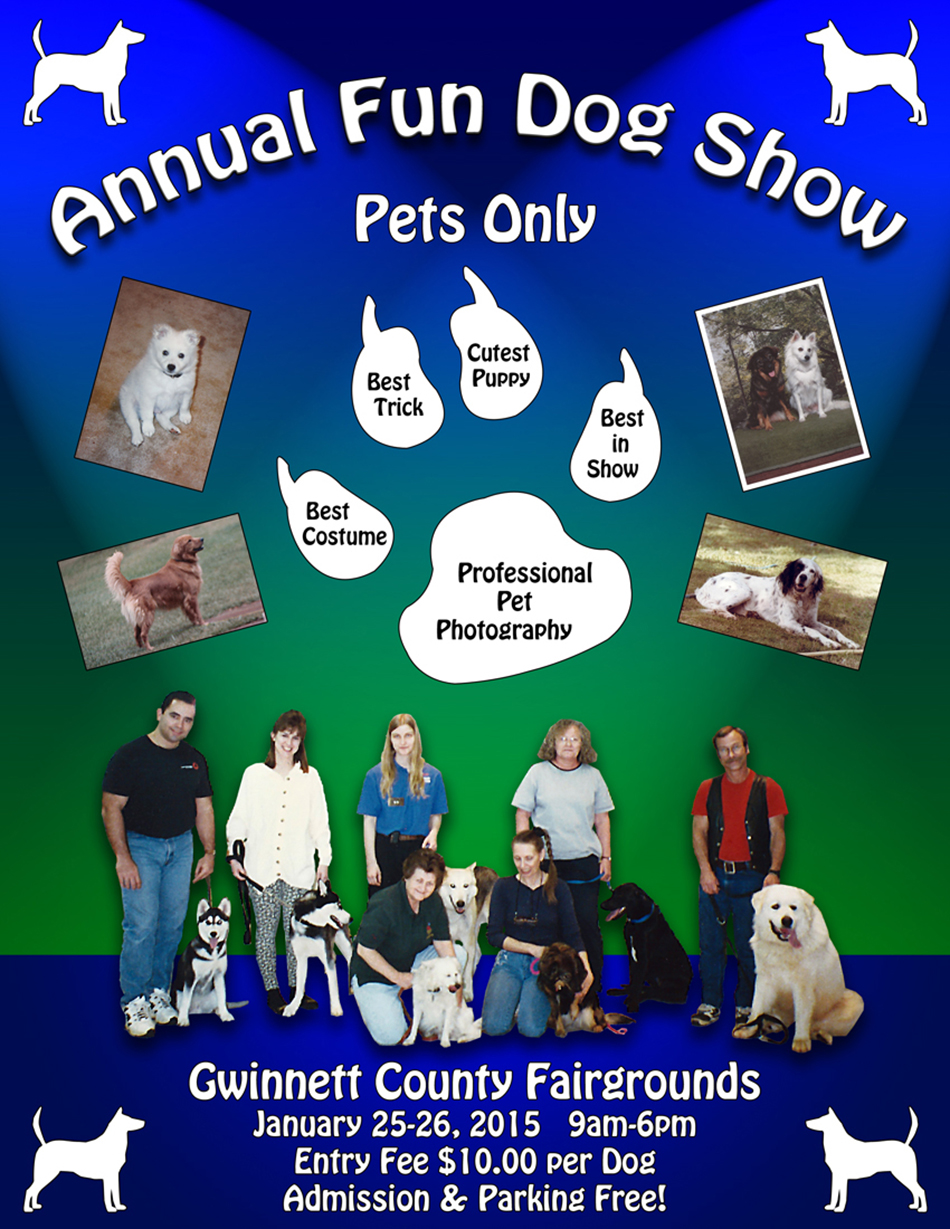 Annual Fun Dog Show
Pets Only
Best
Trick
Cutest
Puppy
Best
in
Show
Best
Costume
Professional
Pet
Photography
Gwinnett County Fairgrounds
January 25-26, 2015 9am-6pm
Entry Fee $10.00 per Dog
Admission & Parking Free!